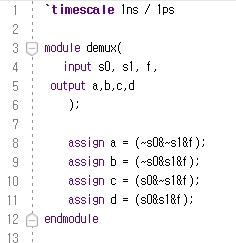 1 `timescale 1ns / 1ps
2
3 module demux(
4 input s0, s1, f,
5 output a,b,c,d
6 );
7
8 assign a = (~s0&~s1&f);
9 assign b = (~s0&s1&f);
10 assign c = (s0&~s1&f);
11 assign d = (s0&s1&f);
12 endmodule
13